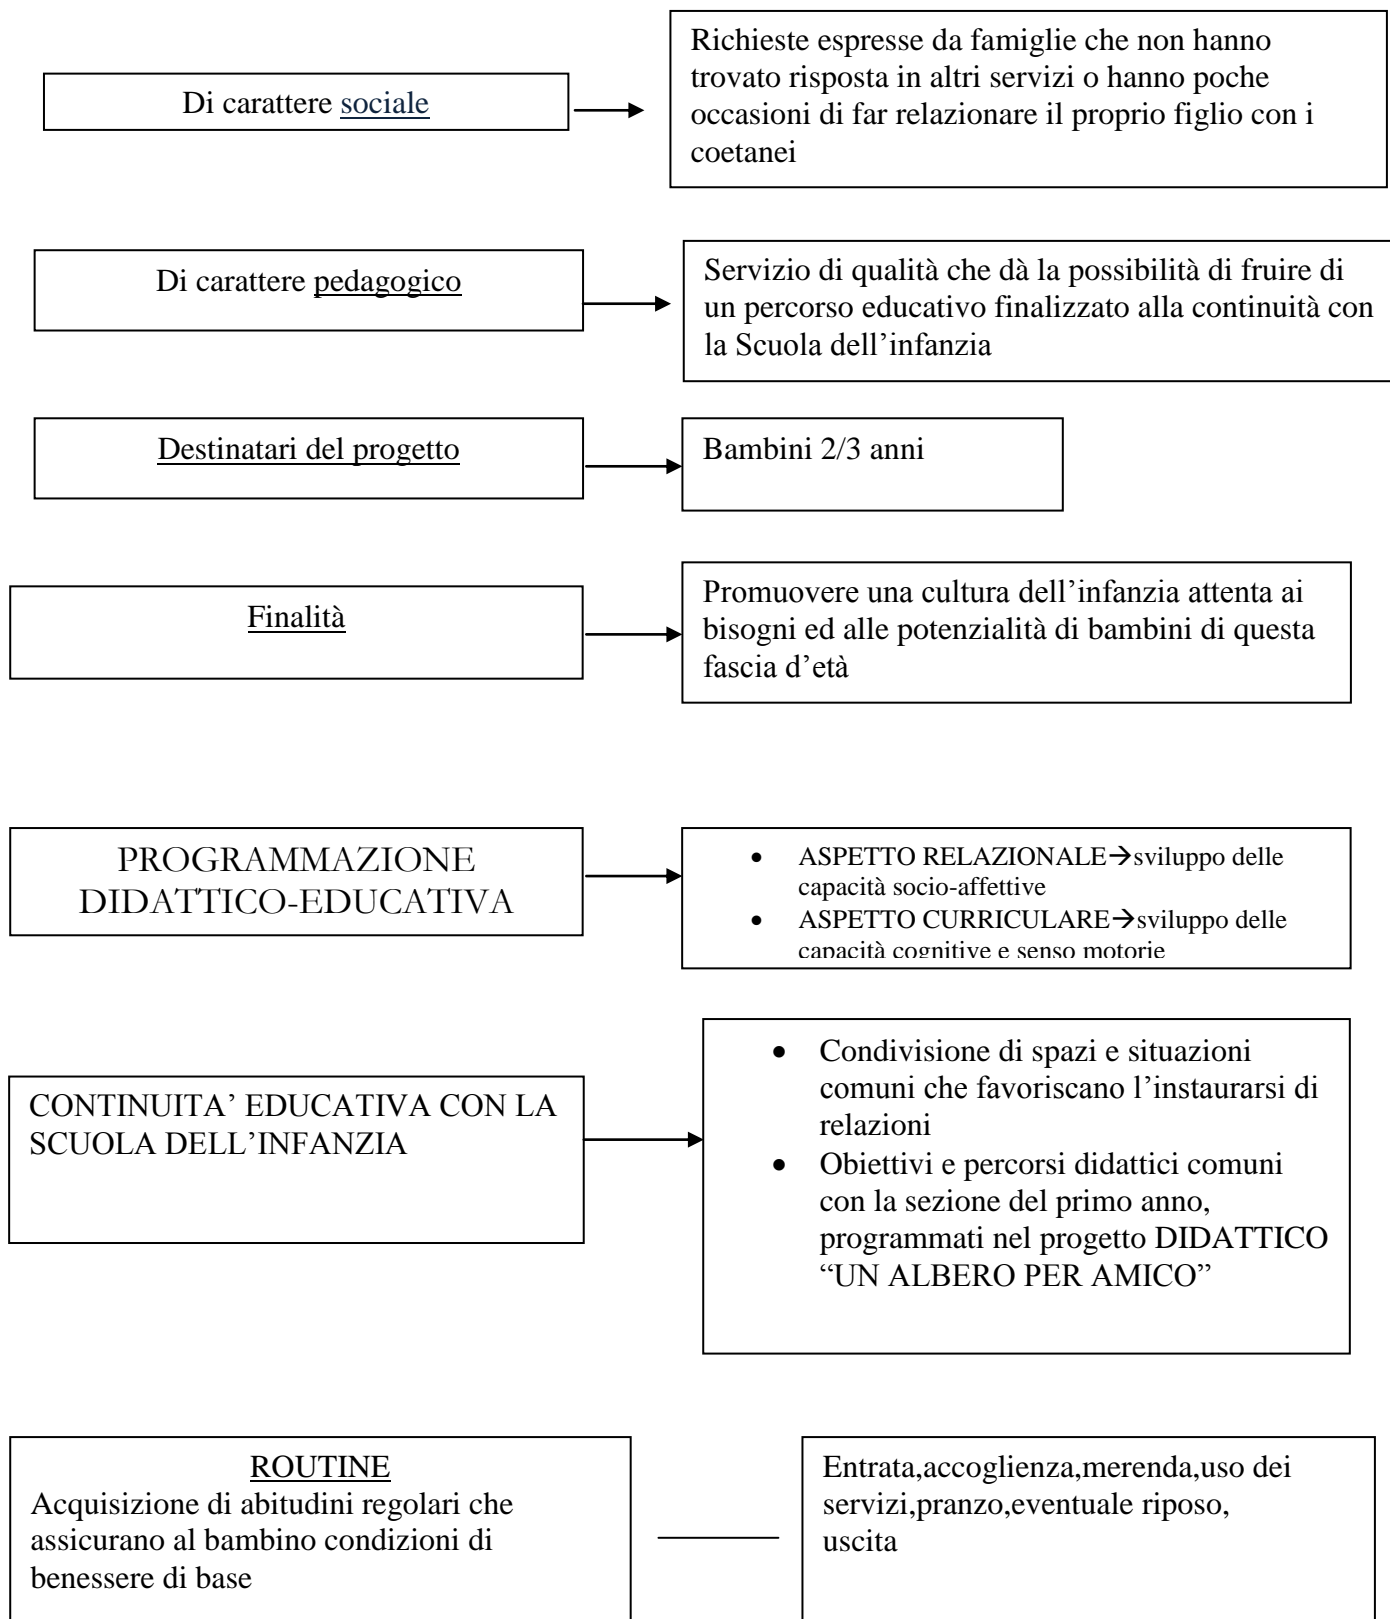 Di carattere sociale
Richieste espresse da famiglie che non hanno
trovato risposta in altri servizi o hanno poche
occasioni di far relazionare il proprio figlio con i
coetanei
Di carattere pedagogico
Servizio di qualità che dà la possibilità di fruire di
un percorso educativo finalizzato alla continuità con
la Scuola dell’infanzia
Destinatari del progetto
Bambini 2/3 anni
Finalità
Promuovere una cultura dell’infanzia attenta ai
bisogni ed alle potenzialità di bambini di questa
fascia d’età
PROGRAMMAZIONE
DIDATTICO-EDUCATIVA
• ASPETTO RELAZIONALE→sviluppo delle
capacità socio-affettive
• ASPETTO CURRICULARE→sviluppo delle
capacità cognitive e senso motorie
CONTINUITA’ EDUCATIVA CON LA
SCUOLA DELL’INFANZIA
• Condivisione di spazi e situazioni
comuni che favoriscano l’instaurarsi di
relazioni
• Obiettivi e percorsi didattici comuni
con la sezione del primo anno,
programmati nel progetto DIDATTICO
“UN ALBERO PER AMICO”
ROUTINE
Acquisizione di abitudini regolari che
assicurano al bambino condizioni di
benessere di base
Entrata,accoglienza,merenda,uso dei
servizi,pranzo,eventuale riposo,
uscita